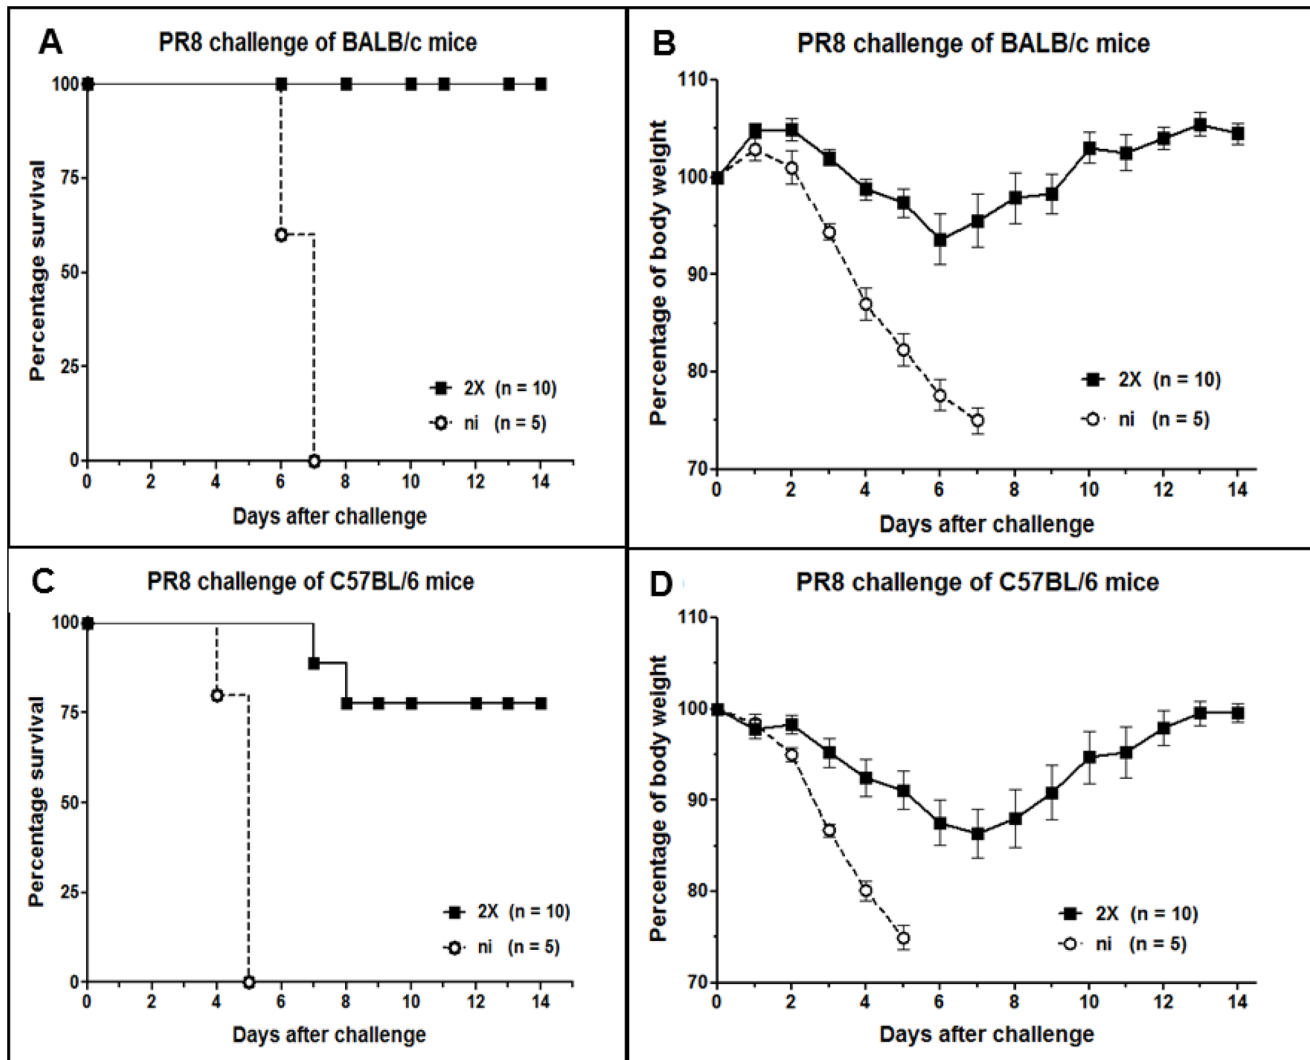 A
PR8 challenge of BALB/c mice
Percentage survival
100
75
50
25
0
0 2 4 6 8 10 12 14
Days after challenge
2X (n = 10)
ni (n = 5)
B
PR8 challenge of BALB/c mice
Percentage of body weight
110
100
90
80
70
0 2 4 6 8 10 12 14
Days after challenge
2X (n = 10)
ni (n = 5)
C
PR8 challenge of C57BL/6 mice
Percentage survival
100
75
50
25
0
0 2 4 6 8 10 12 14
Days after challenge
2X (n = 10)
ni (n = 5)
D
PR8 challenge of C57BL/6 mice
Percentage of body weight
110
100
90
80
70
0 2 4 6 8 10 12 14
Days after challenge
2X (n = 10)
ni (n = 5)